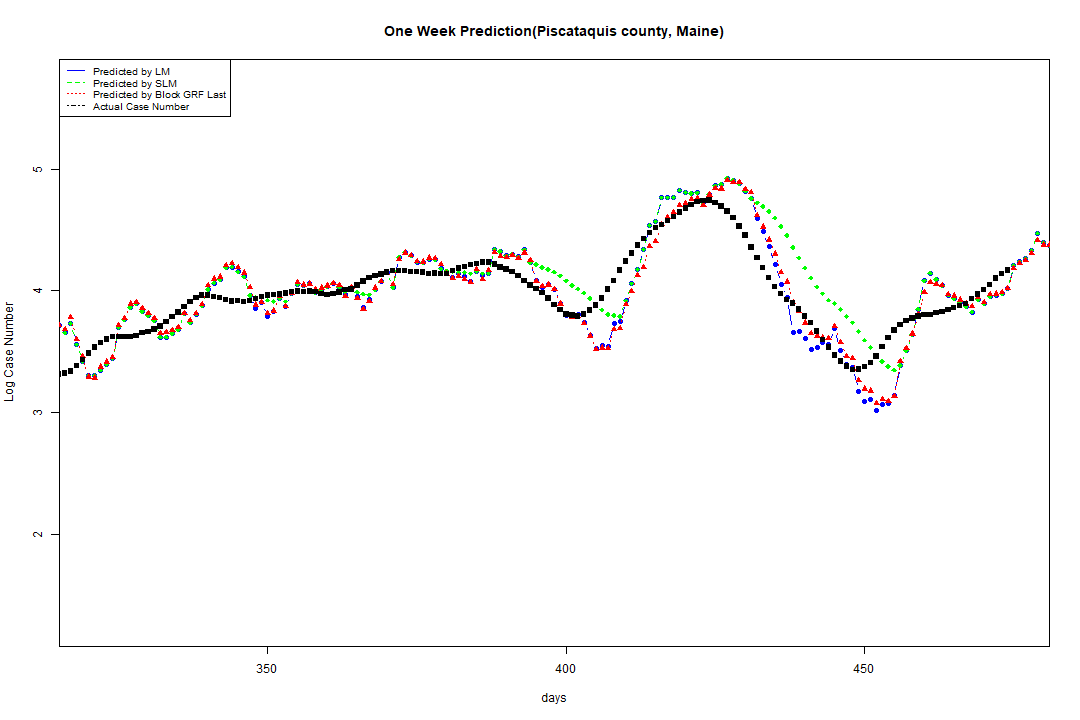 One Week Prediction(Piscataquis county, Maine)
Predicted by LM
Predicted by SLM
Predicted by Block GRF Last
Actual Case Number
5
4
3
2
Log Case Number
350 400 450
days